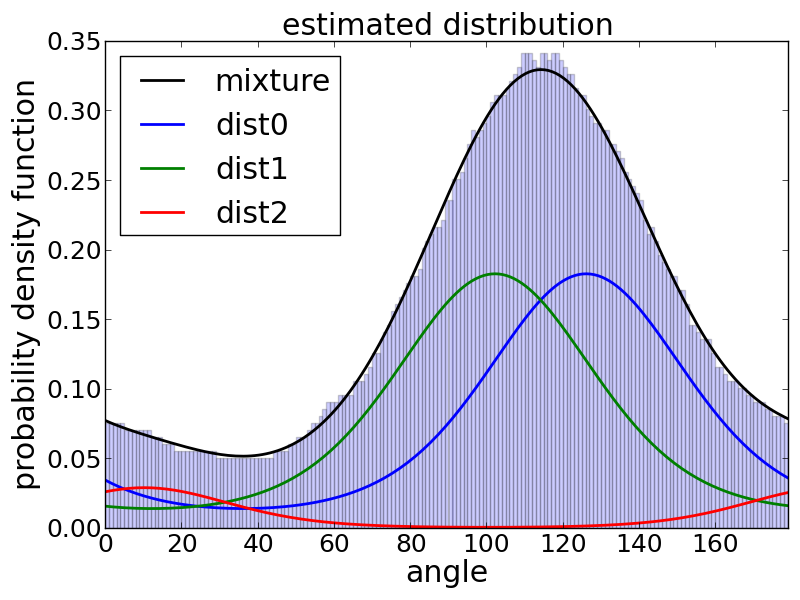 estimated distribution
probability density function
0.35
0.30
0.25
0.20
0.15
0.10
0.05
0.00
mixture
dist0
dist1
dist2
0 20 40 60 80 100 120 140 160
angle